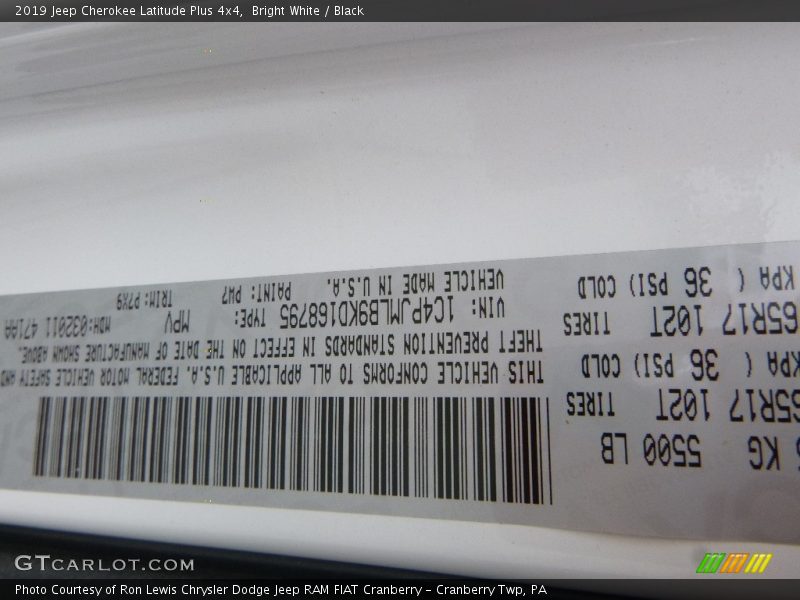 2019 Jeep Cherokee Latitude Plus 4x4, Bright White / Black
KG 5500 LB
65R17 102T TIRES
KPA ( 36 PSI) COLD
65R17 102T TIRES
KPA ( 36 PSI) COLD
THIS VEHICLE CONFORMS TO ALL APPLICABLE U.S.A. FEDERAL MOTOR VEHICLE SAFETY AND
THEFT PREVENTION STANDARDS IN EFFECT ON THE DATE OF MANUFACTURE SHOWN ABOVE.
VIN: 1C4PJMLB9KD168795 TYPE: MPV MDH:032011 471AA
VEHICLE MADE IN U.S.A. PAINT: PW7 TRIM:P7X9
GTCARLOT.COM
Photo Courtesy of Ron Lewis Chrysler Dodge Jeep RAM FIAT Cranberry - Cranberry Twp, PA